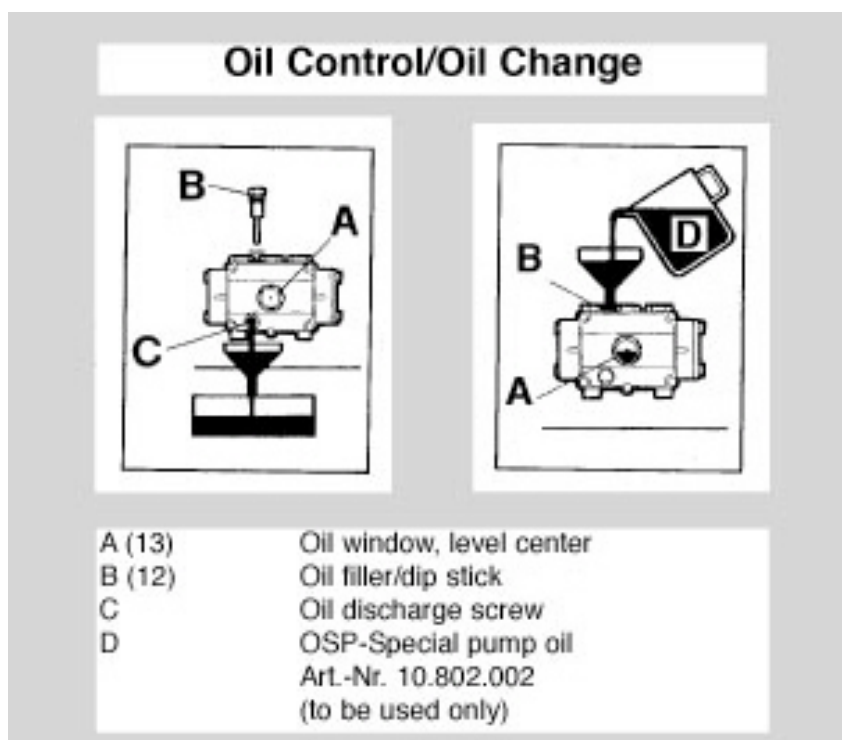 Oil Control/Oil Change
B
A
C
D
B
A
A (13) Oil window, level center
B (12) Oil filler/dip stick
C Oil discharge screw
D OSP-Special pump oil
Art.-Nr. 10.802.002
(to be used only)